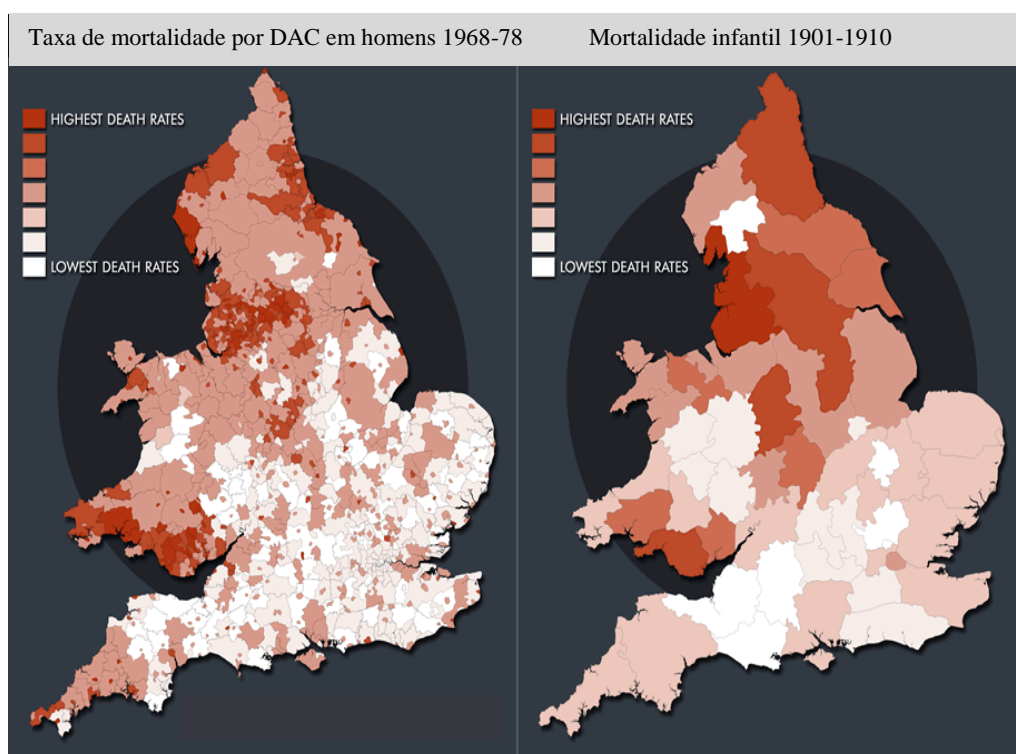 Taxa de mortalidade por DAC em homens 1968-78
Mortalidade infantil 1901-1910
HIGHEST DEATH RATES
LOWEST DEATH RATES
HIGHEST DEATH RATES
LOWEST DEATH RATES